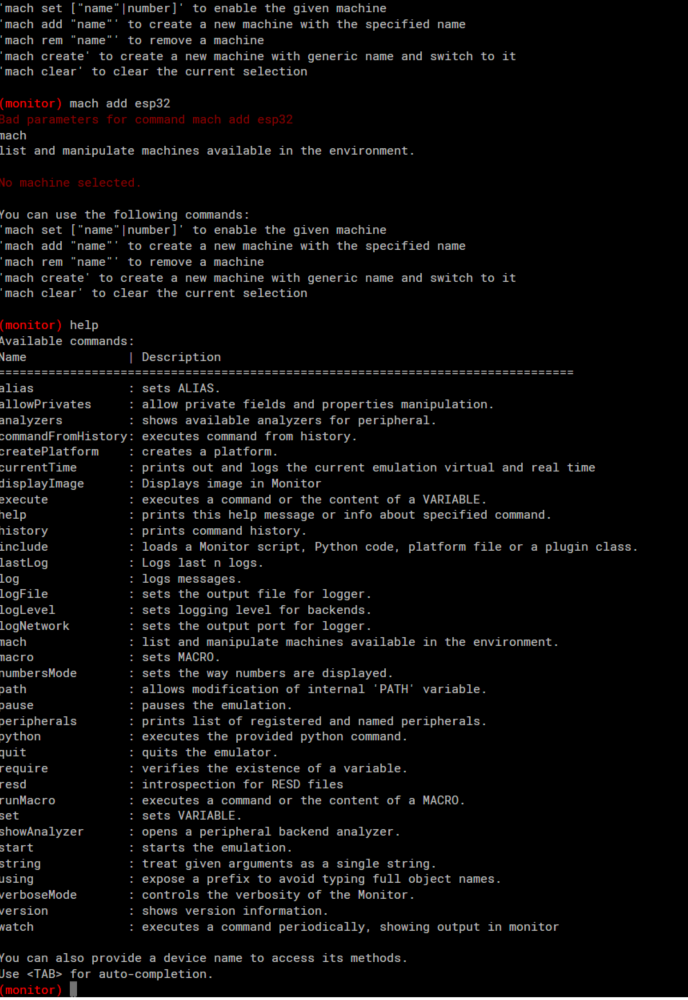 'mach set ["name"|number]' to enable the given machine
'mach add "name"' to create a new machine with the specified name
'mach rem "name"' to remove a machine
'mach create' to create a new machine with generic name and switch to it
'mach clear' to clear the current selection
(monitor) mach add esp32
Bad parameters for command mach add esp32
mach
list and manipulate machines available in the environment.
No machine selected.
You can use the following commands:
'mach set ["name"|number]' to enable the given machine
'mach add "name"' to create a new machine with the specified name
'mach rem "name"' to remove a machine
'mach create' to create a new machine with generic name and switch to it
'mach clear' to clear the current selection
(monitor) help
Available commands:
Name              | Description
================================================================================
alias             : sets ALIAS.
allowPrivates     : allow private fields and properties manipulation.
analyzers         : shows available analyzers for peripheral.
commandFromHistory: executes command from history.
createPlatform    : creates a platform.
currentTime       : prints out and logs the current emulation virtual and real time
displayImage      : Displays image in Monitor
execute           : executes a command or the content of a VARIABLE.
help              : prints this help message or info about specified command.
history           : prints command history.
include           : loads a Monitor script, Python code, platform file or a plugin class.
lastLog           : Logs last n logs.
log               : logs messages.
logFile           : sets the output file for logger.
logLevel          : sets logging level for backends.
logNetwork        : sets the output port for logger.
mach              : list and manipulate machines available in the environment.
macro             : sets MACRO.
numbersMode       : sets the way numbers are displayed.
path              : allows modification of internal 'PATH' variable.
pause             : pauses the emulation.
peripherals       : prints list of registered and named peripherals.
python            : executes the provided python command.
quit              : quits the emulator.
require           : verifies the existence of a variable.
resd              : introspection for RESD files
runMacro          : executes a command or the content of a MACRO.
set               : sets VARIABLE.
showAnalyzer      : opens a peripheral backend analyzer.
start             : starts the emulation.
string            : treat given arguments as a single string.
using             : expose a prefix to avoid typing full object names.
verboseMode       : controls the verbosity of the Monitor.
version           : shows version information.
watch             : executes a command periodically, showing output in monitor
You can also provide a device name to access its methods.
Use <TAB> for auto-completion.
(monitor)